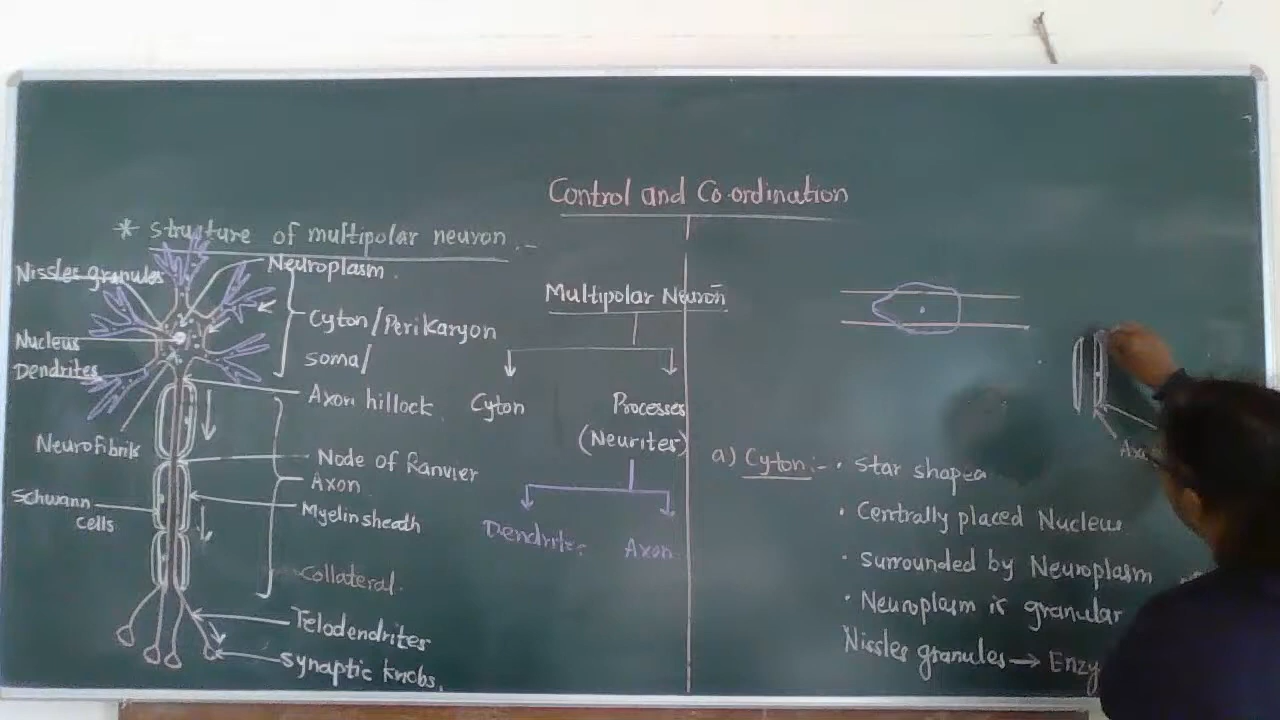 Control and Co ordination
* Structure of multipolar neuron :-
Nissles granules
Neuroplasm
Cyton/Perikaryon
soma/
Nucleus
Dendrites
Axon hillock
Neurofibrils
Node of Ranvier
Axon
Schwann
cells
Myelin sheath
Collateral.
Telodendrites
synaptic knobs.
Multipolar Neuron
Cyton
Processes
(Neurites)
Dendrites
Axon
a) Cyton :- • Star shaped
• Centrally placed Nucleus
• Surrounded by Neuroplasm
• Neuroplasm is granular
Nissles granules → Enzy